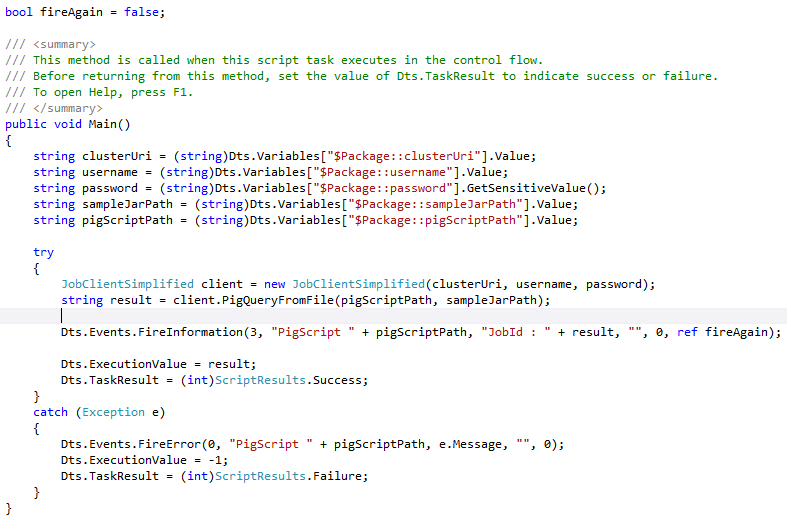 bool fireAgain = false;

/// <summary>
/// This method is called when this script task executes in the control flow.
/// Before returning from this method, set the value of Dts.TaskResult to indicate success or failure.
/// To open Help, press F1.
/// </summary>
public void Main()
{
    string clusterUri = (string)Dts.Variables["$Package::clusterUri"].Value;
    string username = (string)Dts.Variables["$Package::username"].Value;
    string password = (string)Dts.Variables["$Package::password"].GetSensitiveValue();
    string sampleJarPath = (string)Dts.Variables["$Package::sampleJarPath"].Value;
    string pigScriptPath = (string)Dts.Variables["$Package::pigScriptPath"].Value;

    try
    {
        JobClientSimplified client = new JobClientSimplified(clusterUri, username, password);
        string result = client.PigQueryFromFile(pigScriptPath, sampleJarPath);

        Dts.Events.FireInformation(3, "PigScript " + pigScriptPath, "JobId : " + result, "", 0, ref fireAgain);

        Dts.ExecutionValue = result;
        Dts.TaskResult = (int)ScriptResults.Success;
    }
    catch (Exception e)
    {
        Dts.Events.FireError(0, "PigScript " + pigScriptPath, e.Message, "", 0);
        Dts.ExecutionValue = -1;
        Dts.TaskResult = (int)ScriptResults.Failure;
    }
}